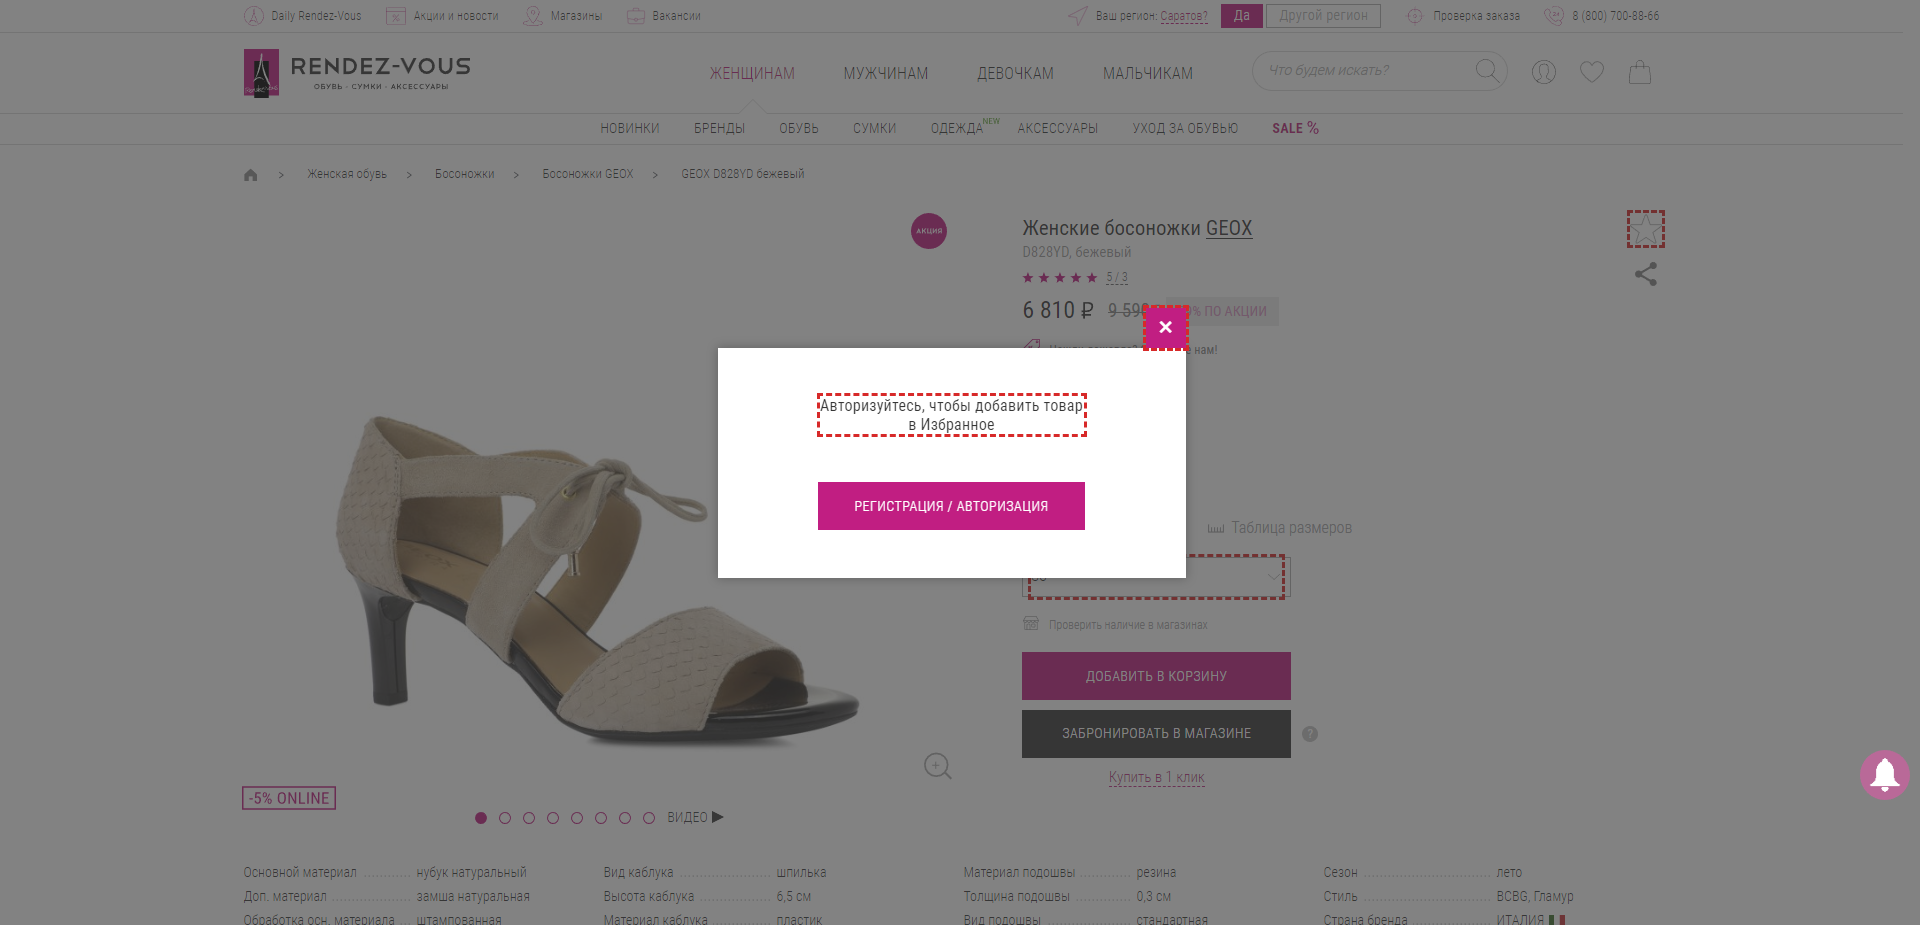 Daily Rendez-Vous
Акции и новости
Магазины
Вакансии
Ваш регион: Саратов?
Да
Другой регион
Проверка заказа
8 (800) 700-88-66
RENDEZ-VOUS
ОБУВЬ · СУМКИ · АКСЕССУАРЫ
ЖЕНЩИНАМ
МУЖЧИНАМ
ДЕВОЧКАМ
МАЛЬЧИКАМ
Что будем искать?
НОВИНКИ
БРЕНДЫ
ОБУВЬ
СУМКИ
ОДЕЖДА NEW
АКСЕССУАРЫ
УХОД ЗА ОБУВЬЮ
SALE %
> Женская обувь > Босоножки > Босоножки GEOX > GEOX D828YD бежевый
АКЦИЯ
Женские босоножки GEOX
D828YD, бежевый
5 / 3
6 810 ₽
9 590
% ПО АКЦИИ
нам!
Авторизуйтесь, чтобы добавить товар
в Избранное
РЕГИСТРАЦИЯ / АВТОРИЗАЦИЯ
Таблица размеров
Проверить наличие в магазинах
ДОБАВИТЬ В КОРЗИНУ
ЗАБРОНИРОВАТЬ В МАГАЗИНЕ
?
Купить в 1 клик
-5% ONLINE
ВИДЕО
Основной материал нубук натуральный
Доп. материал замша натуральная
Обработка осн. материала штампованная
Вид каблука шпилька
Высота каблука 6,5 см
Материал каблука пластик
Материал подошвы резина
Толщина подошвы 0,3 см
Вид подошвы стандартная
Сезон лето
Стиль BCBG, Гламур
Страна бренда ИТАЛИЯ